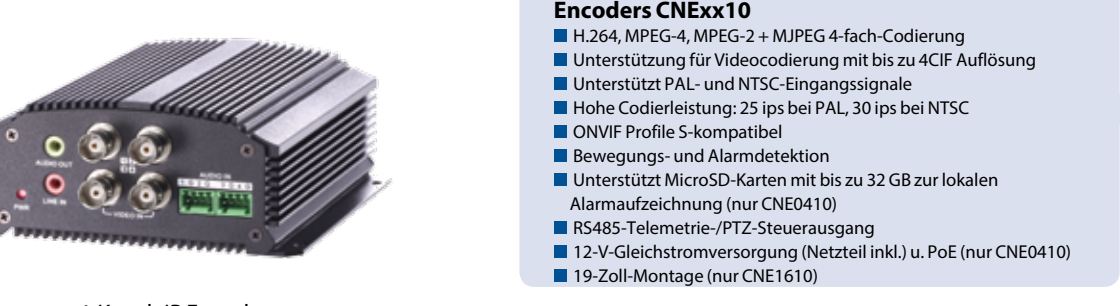 AUDIO OUT
LINE IN
PWR
VIDEO IN
AUDIO IN
Encoders CNExx10
H.264, MPEG-4, MPEG-2 + MJPEG 4-fach-Codierung
Unterstützung für Videocodierung mit bis zu 4CIF Auflösung
Unterstützt PAL- und NTSC-Eingangssignale
Hohe Codierleistung: 25 ips bei PAL, 30 ips bei NTSC
ONVIF Profile S-kompatibel
Bewegungs- und Alarmdetektion
Unterstützt MicroSD-Karten mit bis zu 32 GB zur lokalen
Alarmaufzeichnung (nur CNE0410)
RS485-Telemetrie-/PTZ-Steuerausgang
12-V-Gleichstromversorgung (Netzteil inkl.) u. PoE (nur CNE0410)
19-Zoll-Montage (nur CNE1610)